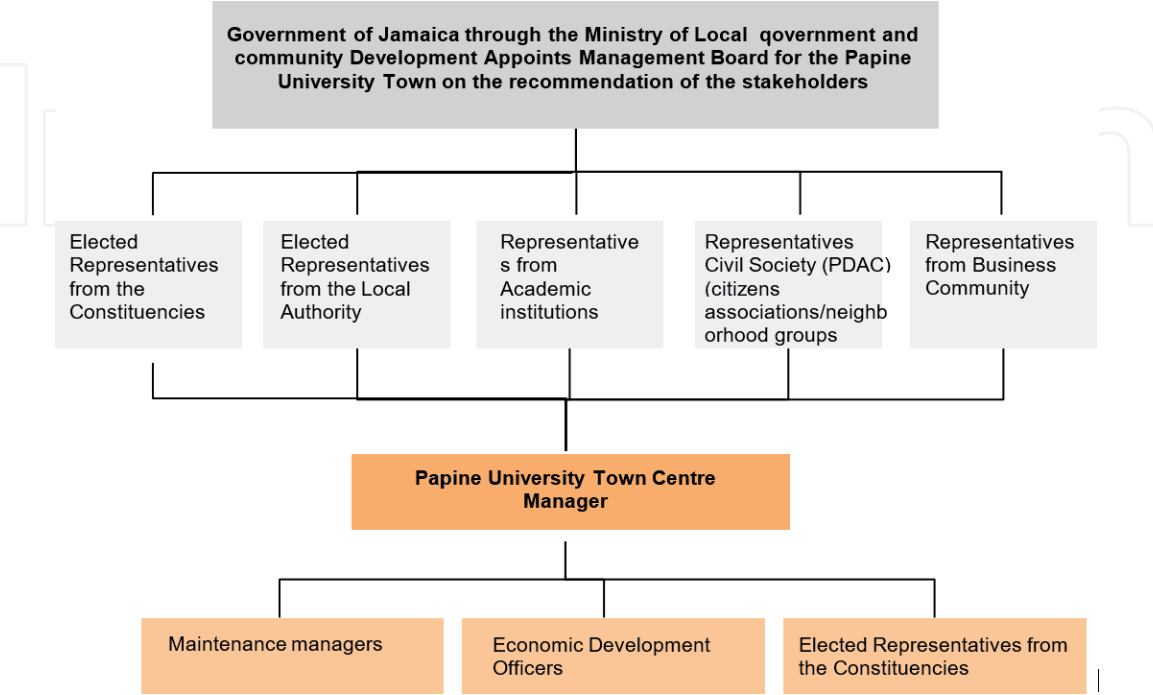 Government of Jamaica through the Ministry of Local qovernment and
community Development Appoints Management Board for the Papine
University Town on the recommendation of the stakeholders
Elected
Representatives
from the
Constituencies
Elected
Representatives
from the Local
Authority
Representative
s from
Academic
institutions
Representatives
Civil Society (PDAC)
(citizens
associations/neighb
orhood groups
Representatives
from Business
Community
Papine University Town Centre
Manager
Maintenance managers
Economic Development
Officers
Elected Representatives from
the Constituencies